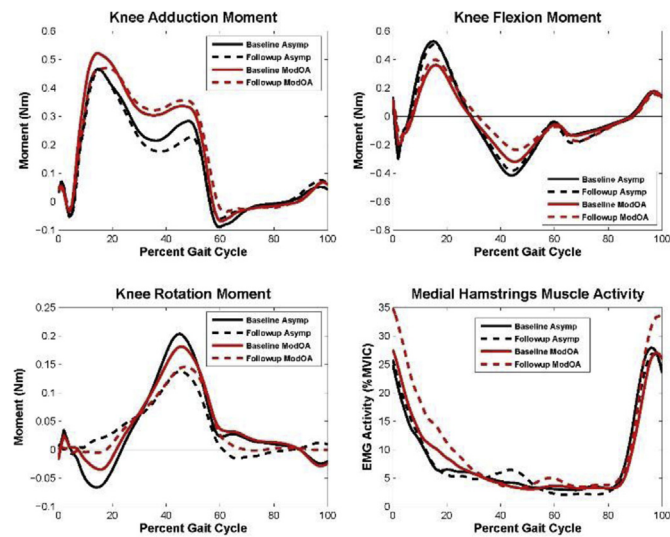 Knee Adduction Moment
Moment (Nm)
0.6
0.5
0.4
0.3
0.2
0.1
0
-0.1
0 20 40 60 80 100
Percent Gait Cycle
Baseline Asymp
Followup Asymp
Baseline ModOA
Followup ModOA
Knee Flexion Moment
Moment (Nm)
0.6
0.4
0.2
0
-0.2
-0.4
-0.6
-0.8
0 20 40 60 80 100
Percent Gait Cycle
Baseline Asymp
Followup Asymp
Baseline ModOA
Followup ModOA
Knee Rotation Moment
Moment (Nm)
0.25
0.2
0.15
0.1
0.05
0
-0.05
-0.1
0 20 40 60 80 100
Percent Gait Cycle
Baseline Asymp
Followup Asymp
Baseline ModOA
Followup ModOA
Medial Hamstrings Muscle Activity
EMG Activity (%MVIC)
35
30
25
20
15
10
5
0
0 20 40 60 80 100
Percent Gait Cycle
Baseline Asymp
Followup Asymp
Baseline ModOA
Followup ModOA